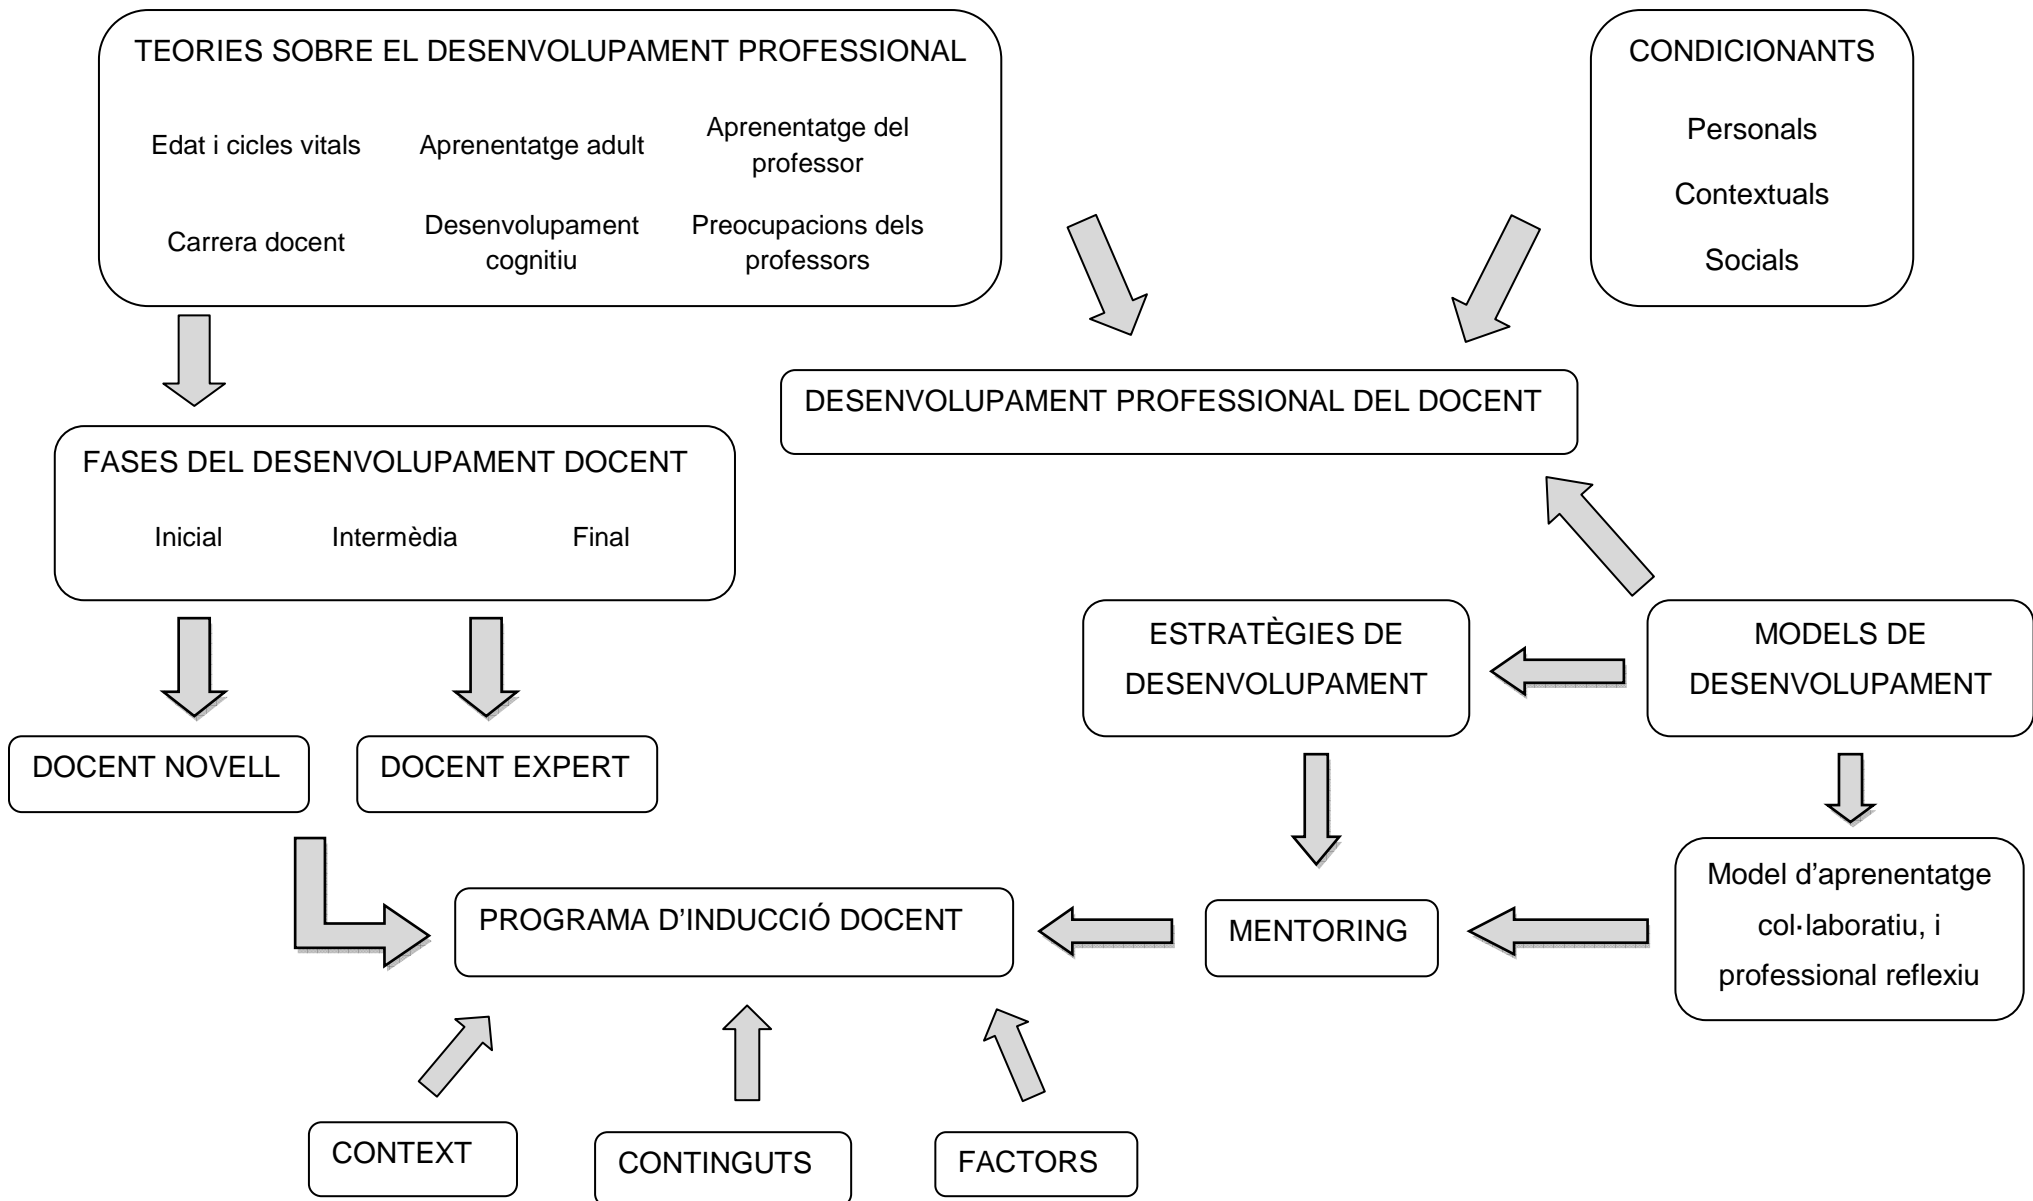 TEORIES SOBRE EL DESENVOLUPAMENT PROFESSIONAL
Edat i cicles vitals
Aprenentatge adult
Aprenentatge del
professor
Carrera docent
Desenvolupament
cognitiu
Preocupacions dels
professors
CONDICIONANTS
Personals
Contextuals
Socials
DESENVOLUPAMENT PROFESSIONAL DEL DOCENT
FASES DEL DESENVOLUPAMENT DOCENT
Inicial
Intermèdia
Final
ESTRATÈGIES DE
DESENVOLUPAMENT
MODELS DE
DESENVOLUPAMENT
DOCENT NOVELL
DOCENT EXPERT
PROGRAMA D’INDUCCIÓ DOCENT
MENTORING
Model d’aprenentatge
col·laboratiu, i
professional reflexiu
CONTEXT
CONTINGUTS
FACTORS